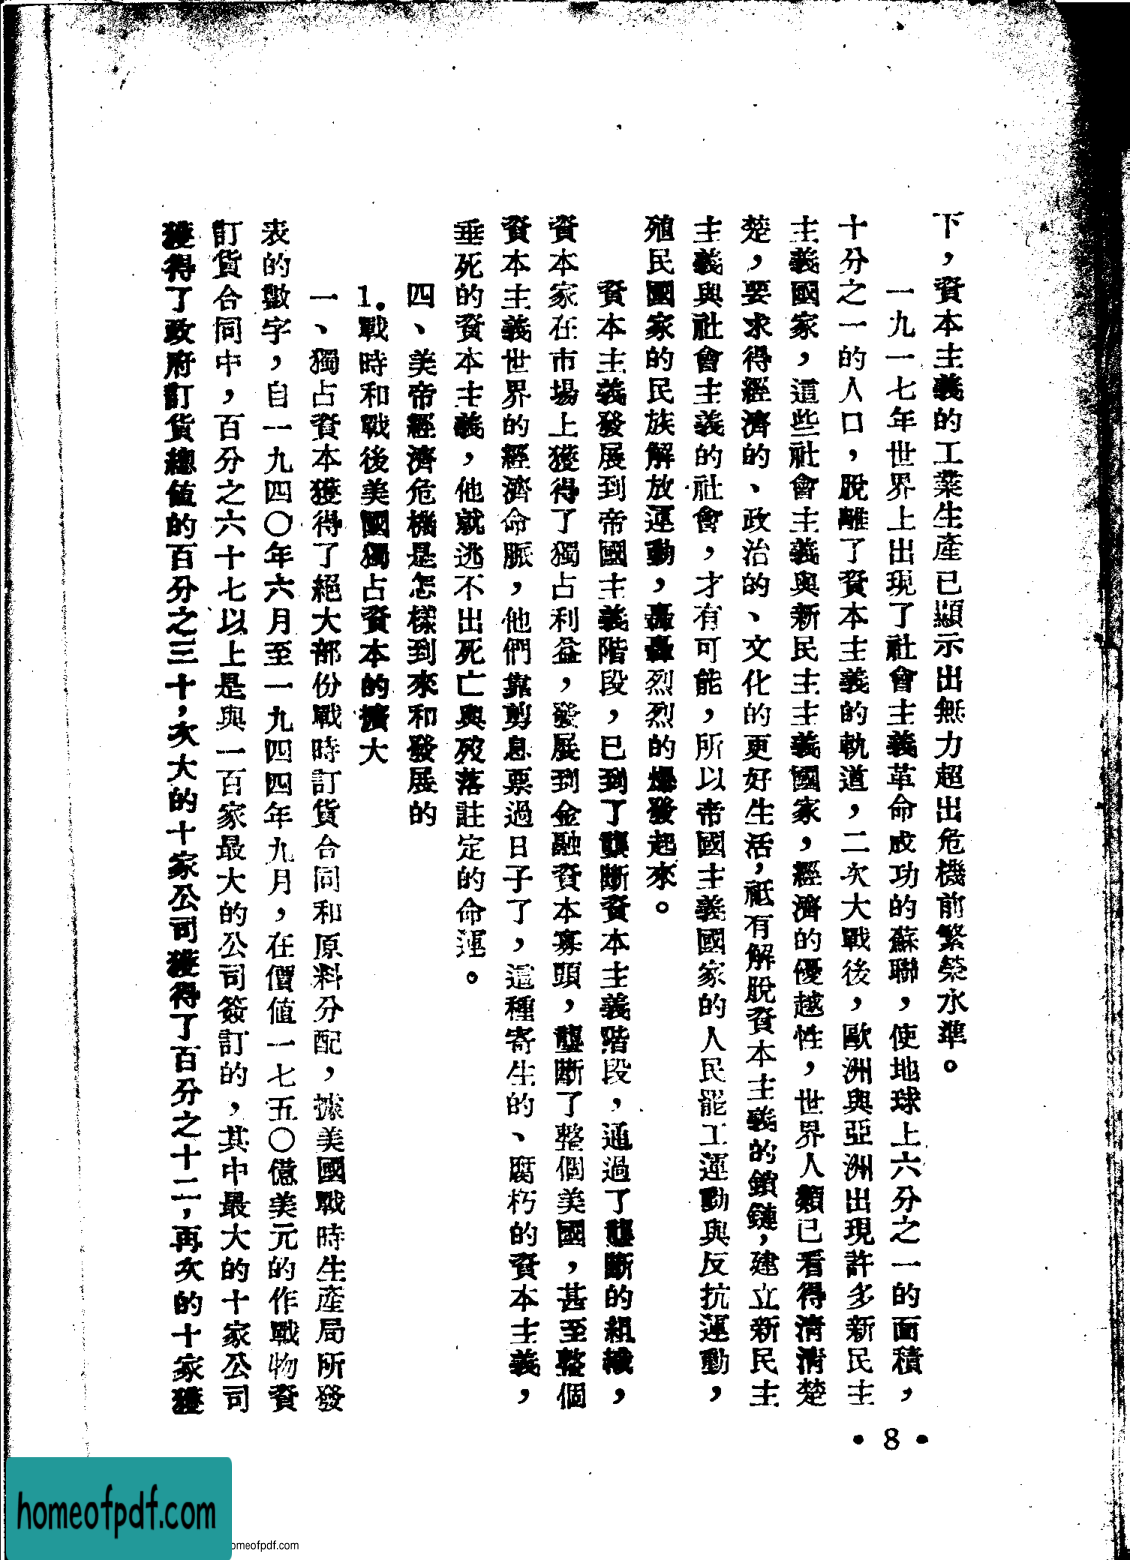 下，資本主義的工業生產已顯示出無力超出危機前繁榮水準。
一九一七年世界上出現了社會主義革命成功的蘇聯，使地球上六分之一的面積，
十分之一的人口，脫離了資本主義的軌道，二次大戰後，歐洲與亞洲出現許多新民主
主義國家，這些社會主義與新民主主義國家，經濟的優越性，世界人類已看得清清楚
楚，要求得經濟的、政治的、文化的更好生活，祗有解脫資本主義的鎖鏈，建立新民主
主義與社會主義的社會，才有可能，所以帝國主義國家的人民罷工運動與反抗運動，
殖民國家的民族解放運動，轟轟烈烈的爆發起來。
資本主義發展到帝國主義階段，已到了壟斷資本主義階段，通過了壟斷的組織，
資本家在市場上獲得了獨占利益，發展到金融資本寡頭，壟斷了整個美國，甚至整個
資本主義世界的經濟命脈，他們靠剪息票過日子了，這種寄生的、腐朽的資本主義，
垂死的資本主義，他就逃不出死亡與歿落註定的命運。
四、美帝經濟危機是怎樣到來和發展的
1.戰時和戰後美國獨占資本的擴大
一、獨占資本獲得了絕大部份戰時訂貨合同和原料分配，據美國戰時生產局所發
表的數字，自一九四〇年六月至一九四四年九月，在價值一七五〇億美元的作戰物資
訂貨合同中，百分之六十七以上是與一百家最大的公司簽訂的，其中最大的十家公司
獲得了政府訂貨總值的百分之三十，次大的十家公司獲得了百分之十二，再次的十家獲
• 8 •
homeofpdf.com
omeofpdf.com